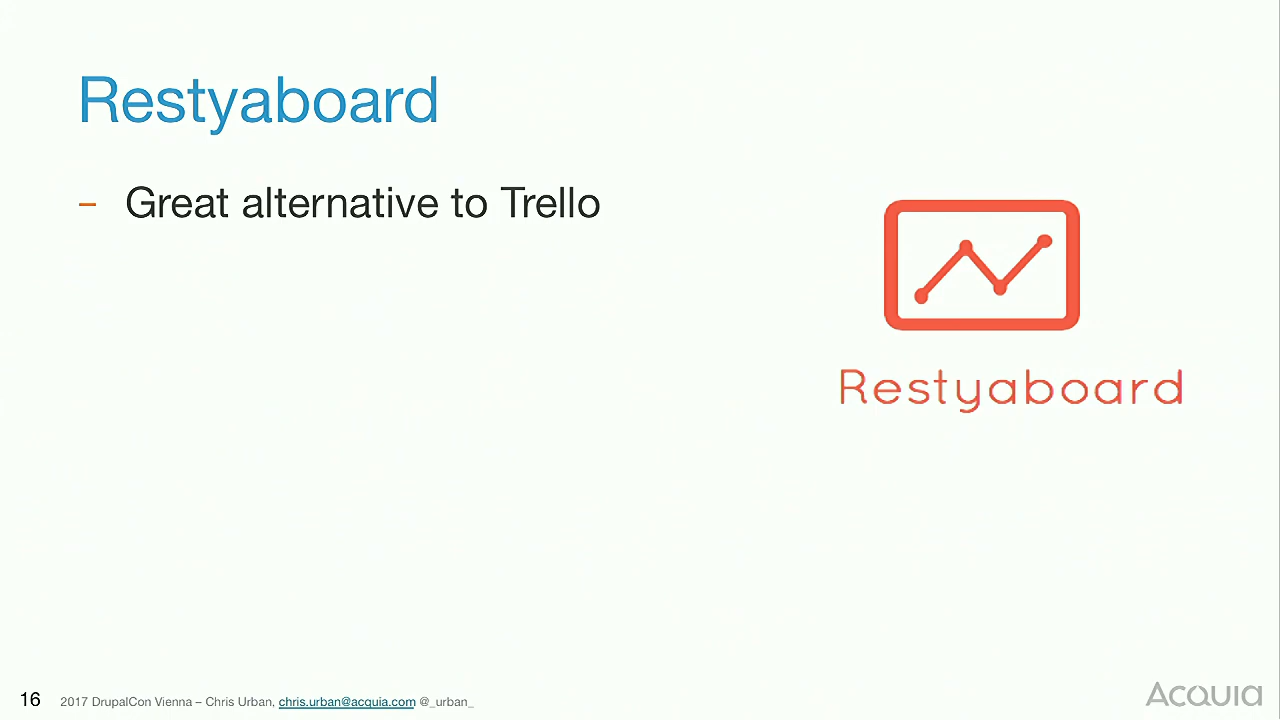 Restyaboard
– Great alternative to Trello
Restyaboard
16 2017 DrupalCon Vienna – Chris Urban, chris.urban@acquia.com @_urban_
Acquia